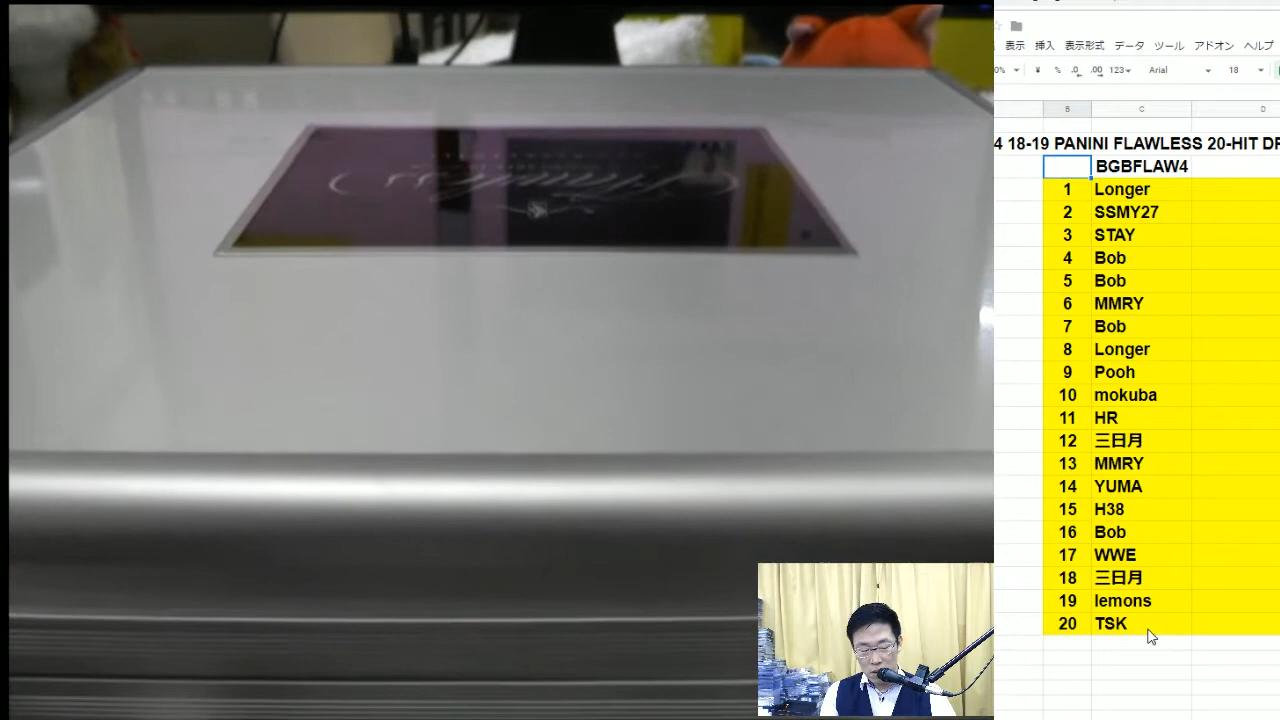 表示 挿入 表示形式 データ ツール アドオン ヘルプ
0% ¥ % .0 .00 123 Arial 18
B C D
4 18-19 PANINI FLAWLESS 20-HIT DR
BGBFLAW4
1 Longer
2 SSMY27
3 STAY
4 Bob
5 Bob
6 MMRY
7 Bob
8 Longer
9 Pooh
10 mokuba
11 HR
12 三日月
13 MMRY
14 YUMA
15 H38
16 Bob
17 WWE
18 三日月
19 lemons
20 TSK